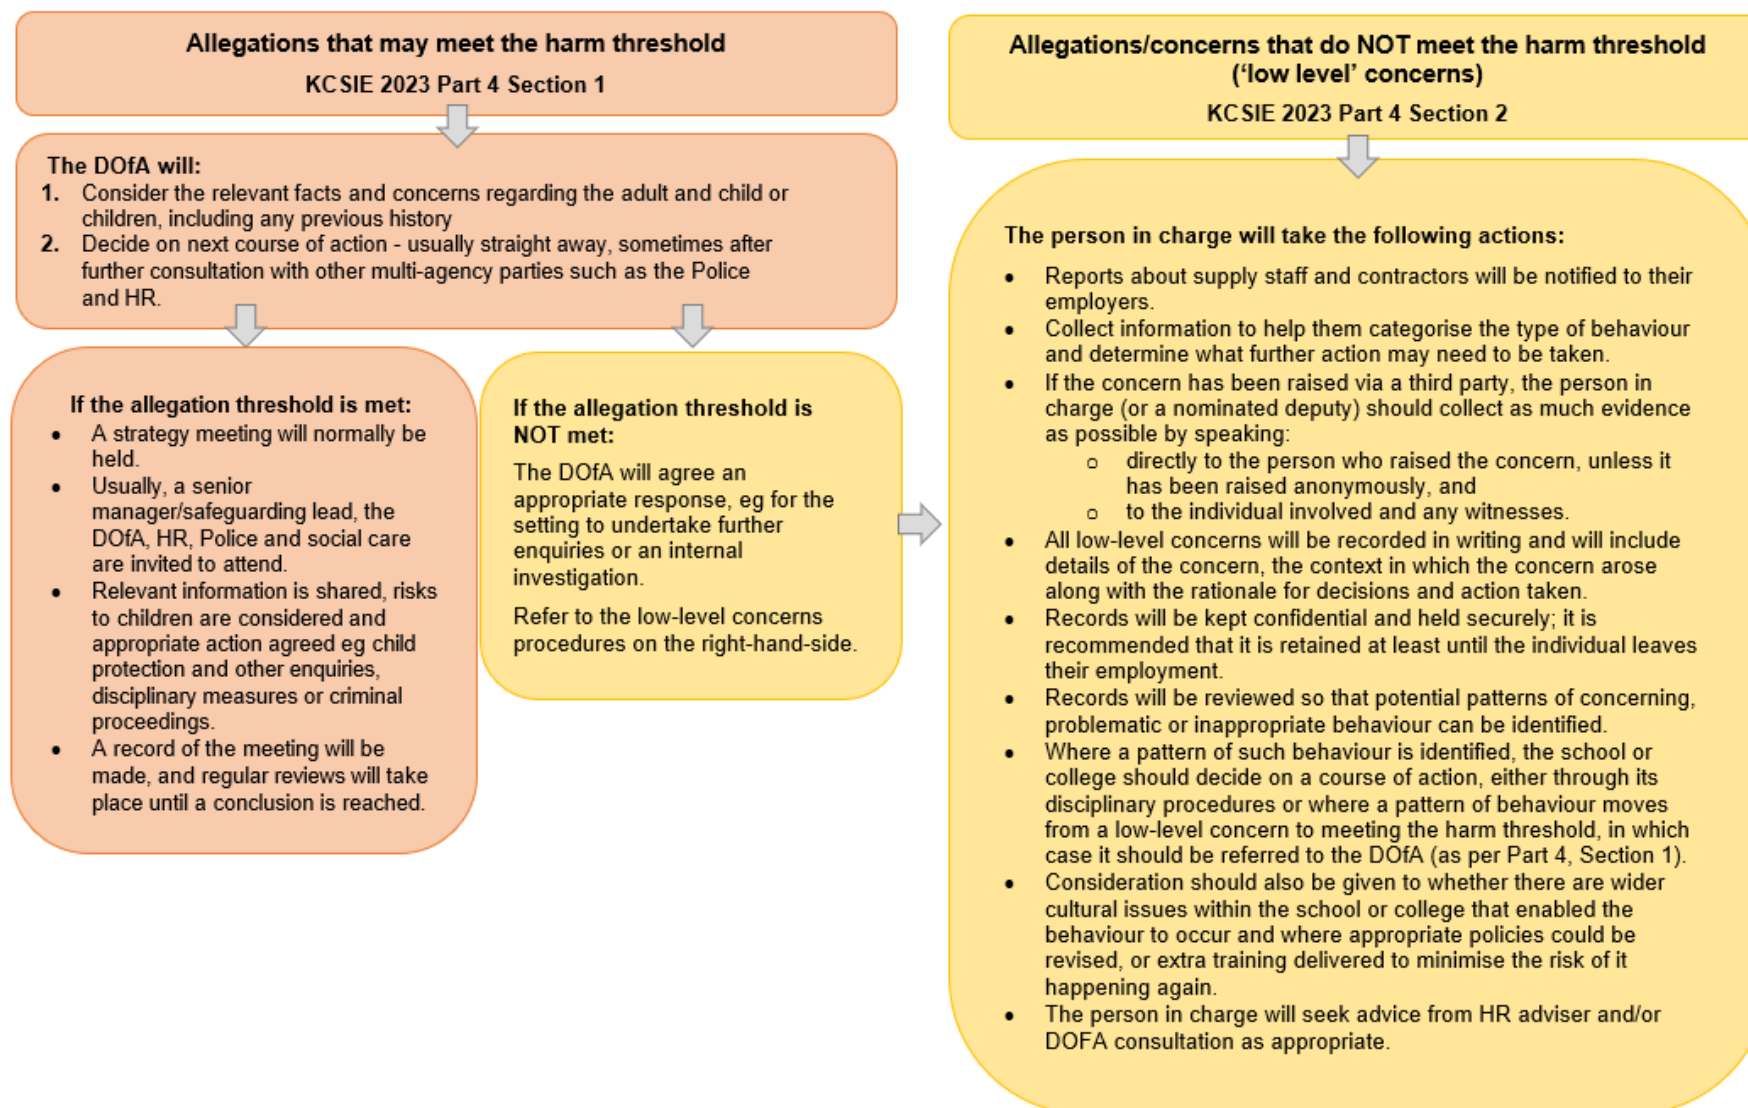 Allegations that may meet the harm threshold
KCSIE 2023 Part 4 Section 1
The DOfA will:
1. Consider the relevant facts and concerns regarding the adult and child or
children, including any previous history
2. Decide on next course of action - usually straight away, sometimes after
further consultation with other multi-agency parties such as the Police
and HR.
If the allegation threshold is met:
• A strategy meeting will normally be
held.
• Usually, a senior
manager/safeguarding lead, the
DOfA, HR, Police and social care
are invited to attend.
• Relevant information is shared, risks
to children are considered and
appropriate action agreed eg child
protection and other enquiries,
disciplinary measures or criminal
proceedings.
• A record of the meeting will be
made, and regular reviews will take
place until a conclusion is reached.
If the allegation threshold is
NOT met:
The DOfA will agree an
appropriate response, eg for the
setting to undertake further
enquiries or an internal
investigation.
Refer to the low-level concerns
procedures on the right-hand-side.
Allegations/concerns that do NOT meet the harm threshold
(‘low level’ concerns)
KCSIE 2023 Part 4 Section 2
The person in charge will take the following actions:
• Reports about supply staff and contractors will be notified to their
employers.
• Collect information to help them categorise the type of behaviour
and determine what further action may need to be taken.
• If the concern has been raised via a third party, the person in
charge (or a nominated deputy) should collect as much evidence
as possible by speaking:
o directly to the person who raised the concern, unless it
has been raised anonymously, and
o to the individual involved and any witnesses.
• All low-level concerns will be recorded in writing and will include
details of the concern, the context in which the concern arose
along with the rationale for decisions and action taken.
• Records will be kept confidential and held securely; it is
recommended that it is retained at least until the individual leaves
their employment.
• Records will be reviewed so that potential patterns of concerning,
problematic or inappropriate behaviour can be identified.
• Where a pattern of such behaviour is identified, the school or
college should decide on a course of action, either through its
disciplinary procedures or where a pattern of behaviour moves
from a low-level concern to meeting the harm threshold, in which
case it should be referred to the DOfA (as per Part 4, Section 1).
• Consideration should also be given to whether there are wider
cultural issues within the school or college that enabled the
behaviour to occur and where appropriate policies could be
revised, or extra training delivered to minimise the risk of it
happening again.
• The person in charge will seek advice from HR adviser and/or
DOFA consultation as appropriate.